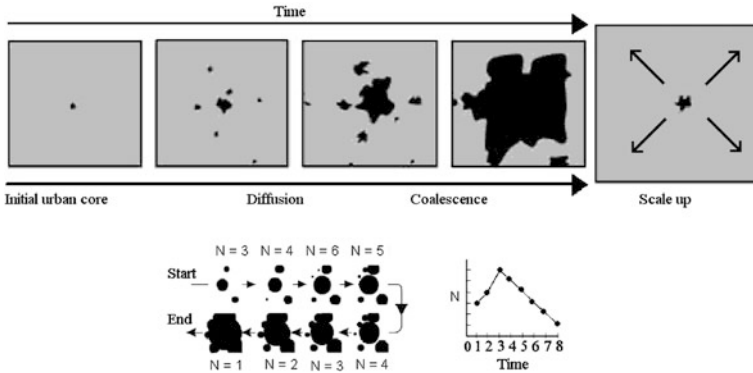 Time
Initial urban core Diffusion Coalescence Scale up
N = 3 N = 4 N = 6 N = 5
Start
End
N = 1 N = 2 N = 3 N = 4
N
0 1 2 3 4 5 6 7 8
Time